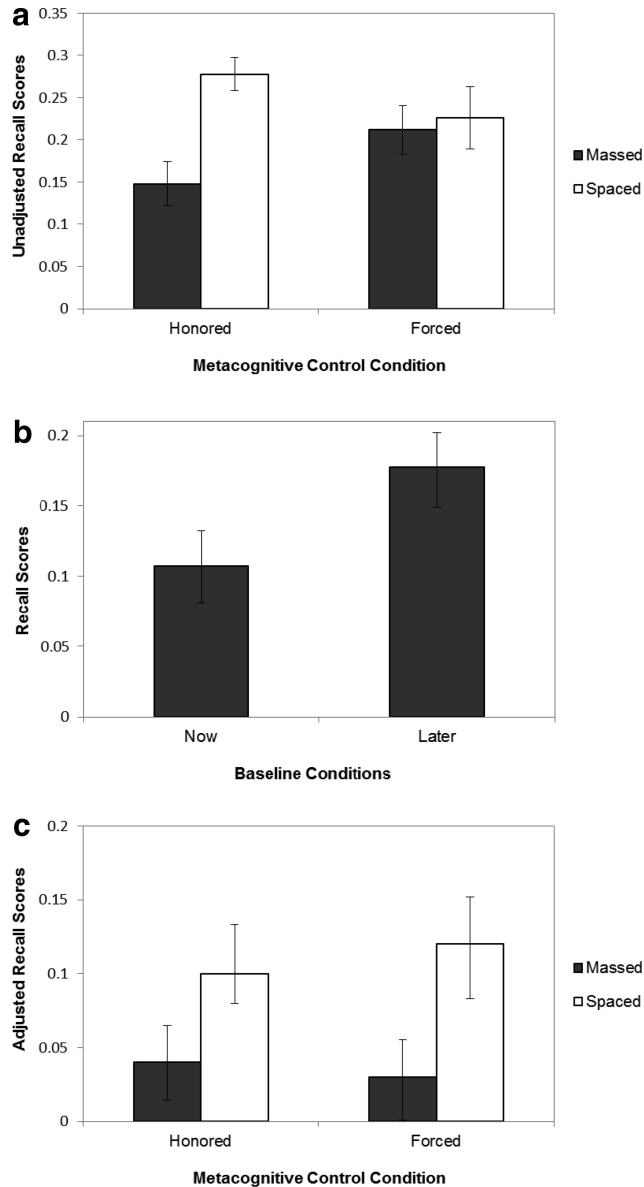 a
0.35
0.3
0.25
0.2
0.15
0.1
0.05
0
Unadjusted Recall Scores
Honored
Forced
Metacognitive Control Condition
Massed
Spaced
b
0.2
0.15
0.1
0.05
0
Recall Scores
Now
Later
Baseline Conditions
c
0.2
0.15
0.1
0.05
0
Adjusted Recall Scores
Honored
Forced
Metacognitive Control Condition
Massed
Spaced